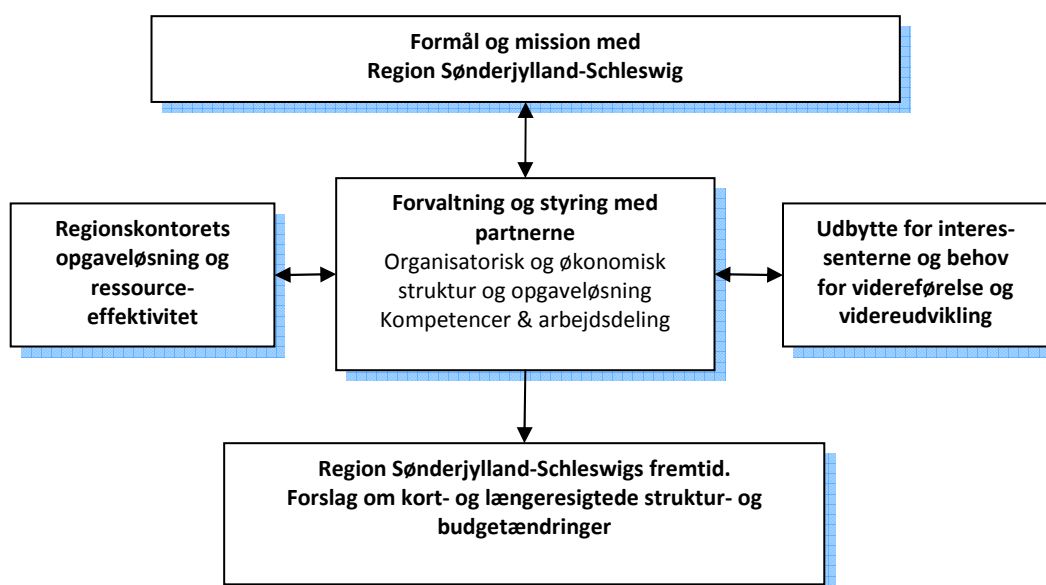 Formål og mission med
Region Sønderjylland-Schleswig
Forvaltning og styring med
partnerne
Organisatorisk og økonomisk
struktur og opgaveløsning
Kompetencer & arbejdsdeling
Regionskontorets
opgaveløsning og
ressource-
effektivitet
Udbytte for interes-
senterne og behov
for videreførelse og
videreudvikling
Region Sønderjylland-Schleswigs fremtid.
Forslag om kort- og længeresigtede struktur- og
budgetændringer